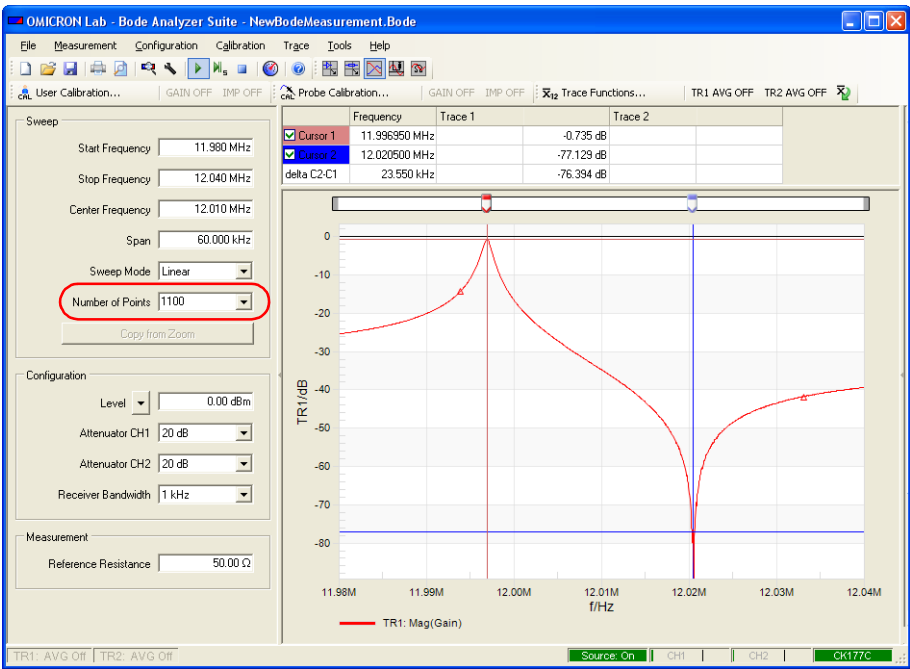 OMICRON Lab - Bode Analyzer Suite - NewBodeMeasurement.Bode
File Measurement Configuration Calibration Trace Tools Help
CAL User Calibration... GAIN OFF IMP OFF CAL Probe Calibration... GAIN OFF IMP OFF X12 Trace Functions... TR1 AVG OFF TR2 AVG OFF
Sweep
Start Frequency 11.980 MHz
Stop Frequency 12.040 MHz
Center Frequency 12.010 MHz
Span 60.000 kHz
Sweep Mode Linear
Number of Points 1100
Copy from Zoom
Configuration
Level 0.00 dBm
Attenuator CH1 20 dB
Attenuator CH2 20 dB
Receiver Bandwidth 1 kHz
Measurement
Reference Resistance 50.00 Ω
Frequency Trace 1 Trace 2
Cursor 1 11.996950 MHz -0.735 dB
Cursor 2 12.020500 MHz -77.129 dB
delta C2-C1 23.550 kHz -76.394 dB
TR1/dB
0
-10
-20
-30
-40
-50
-60
-70
-80
11.98M 11.99M 12.00M 12.01M 12.02M 12.03M 12.04M
f/Hz
TR1: Mag(Gain)
TR1: AVG Off TR2: AVG Off Source: On CH1 CH2 CK177C